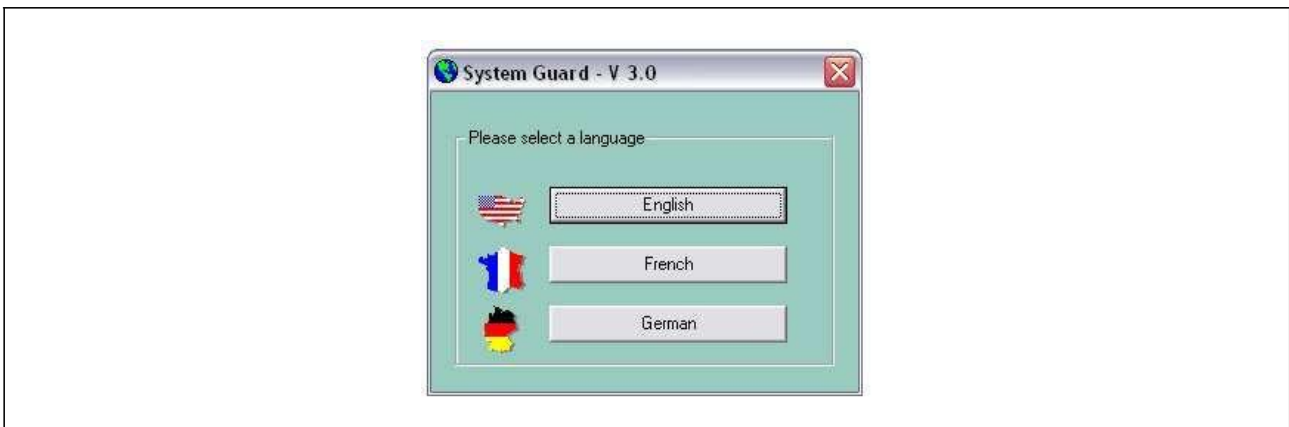 System Guard - V 3.0
Please select a language
English
French
German